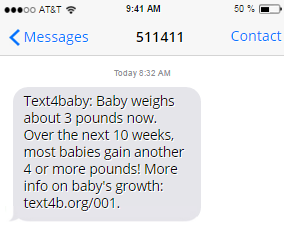 AT&T 9:41 AM 50 %
Messages 511411 Contact
Today 8:32 AM
Text4baby: Baby weighs
about 3 pounds now.
Over the next 10 weeks,
most babies gain another
4 or more pounds! More
info on baby's growth:
text4b.org/001.